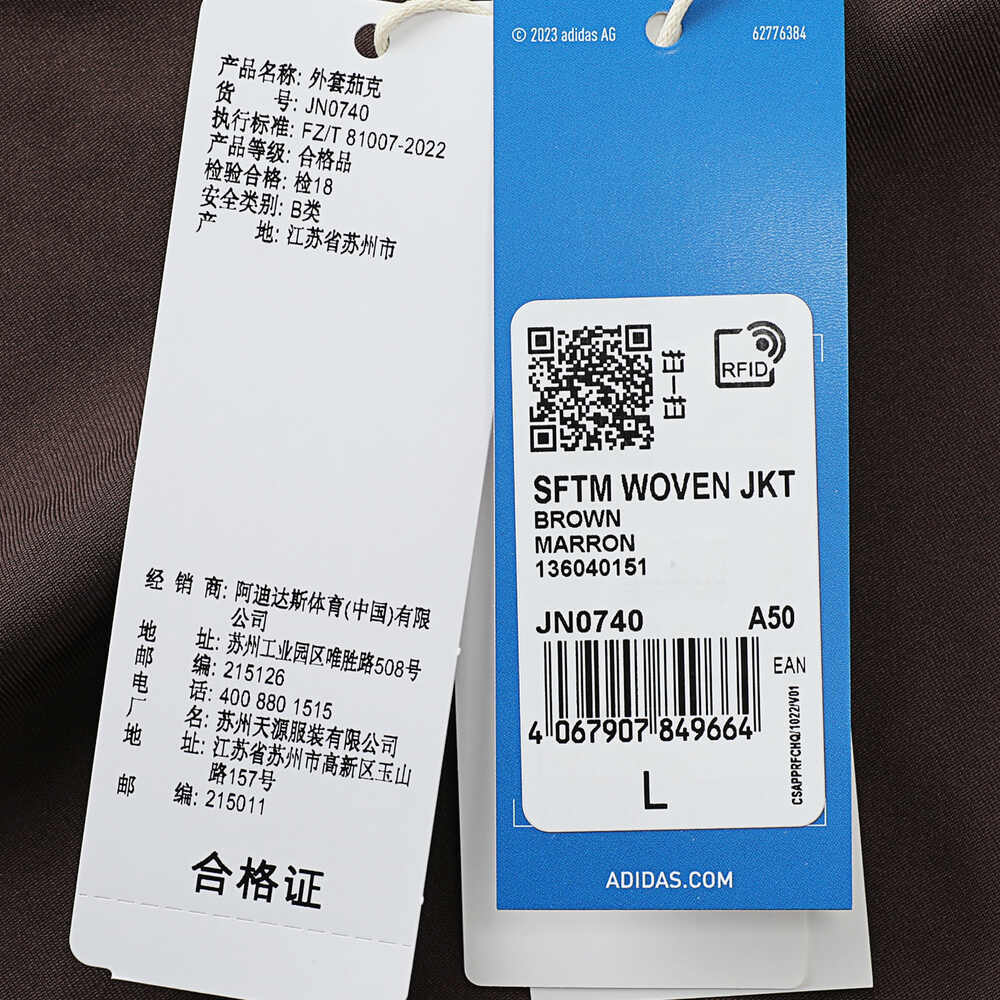 产品名称: 外套茄克
货 号: JN0740
执行标准: FZ/T 81007-2022
产品等级: 合格品
检验合格: 检18
安全类别: B类
产 地: 江苏省苏州市
经 销 商: 阿迪达斯体育(中国)有限
公司
地 址: 苏州工业园区唯胜路508号
邮 编: 215126
电 话: 400 880 1515
厂 名: 苏州天源服装有限公司
地 址: 江苏省苏州市高新区玉山
路157号
邮 编: 215011
合格证
© 2023 adidas AG
62776384
扫一扫
RFID
SFTM WOVEN JKT
BROWN
MARRON
136040151
JN0740 A50
EAN
4 067907 849664
L
CSAPPRFCHQ/1022/V01
ADIDAS.COM